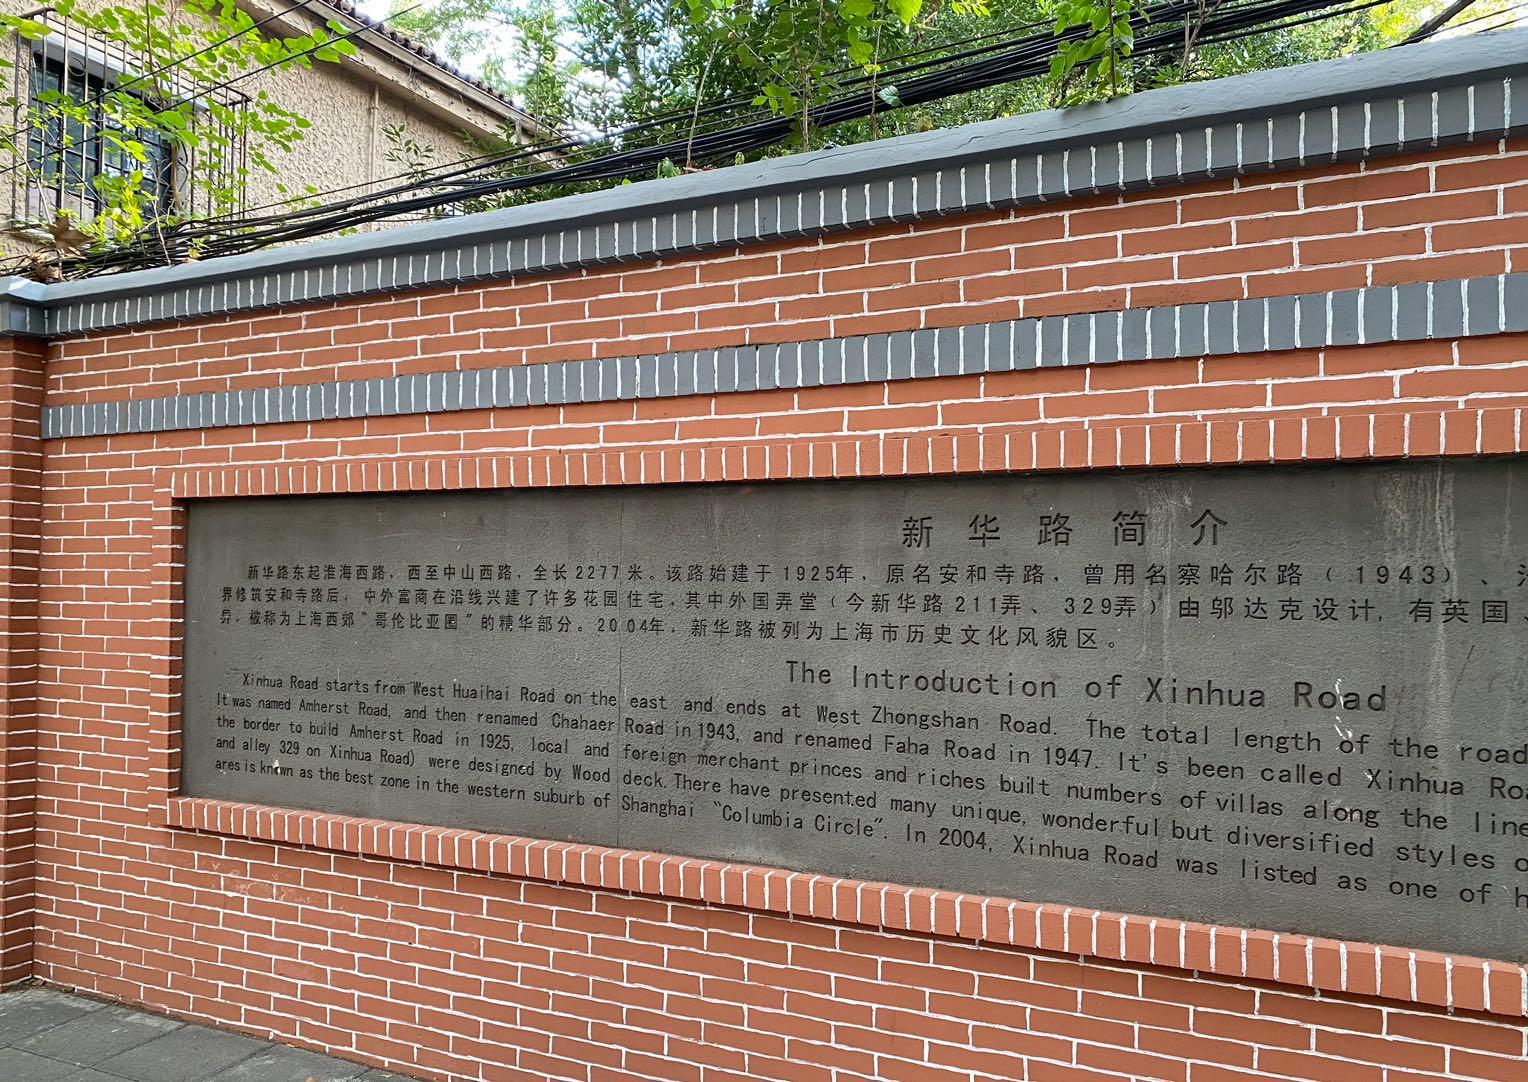 新华路简介
新华路东起淮海西路，西至中山西路，全长2277米。该路始建于1925年，原名安和寺路，曾用名察哈尔路（1943）、
界修筑安和寺路后，中外富商在沿线兴建了许多花园住宅，其中外国弄堂（今新华路211弄、329弄）由邬达克设计，有英国、
弄，被称为上海西郊“哥伦比亚圈”的精华部分。2004年，新华路被列为上海市历史文化风貌区。
The Introduction of Xinhua Road
Xinhua Road starts from West Huaihai Road on the east and ends at West Zhongshan Road. The total length of the road
It was named Amherst Road, and then renamed Chahaer Road in 1943, and renamed Faha Road in 1947. It's been called Xinhua
the border to build Amherst Road in 1925, local and foreign merchant princes and riches built numbers of villas along the line
and alley 329 on Xinhua Road) were designed by Wood deck. There have presented many unique, wonderful but diversified styles
ares is known as the best zone in the western suburb of Shanghai “Columbia Circle”. In 2004, Xinhua Road was listed as one of